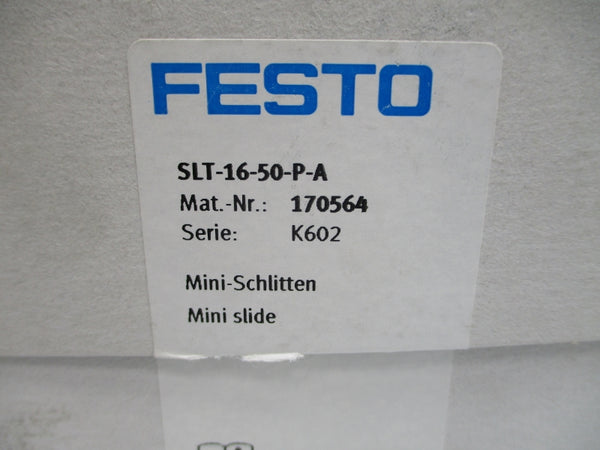 FESTO
SLT-16-50-P-A
Mat.-Nr.: 170564
Serie: K602
Mini-Schlitten
Mini slide